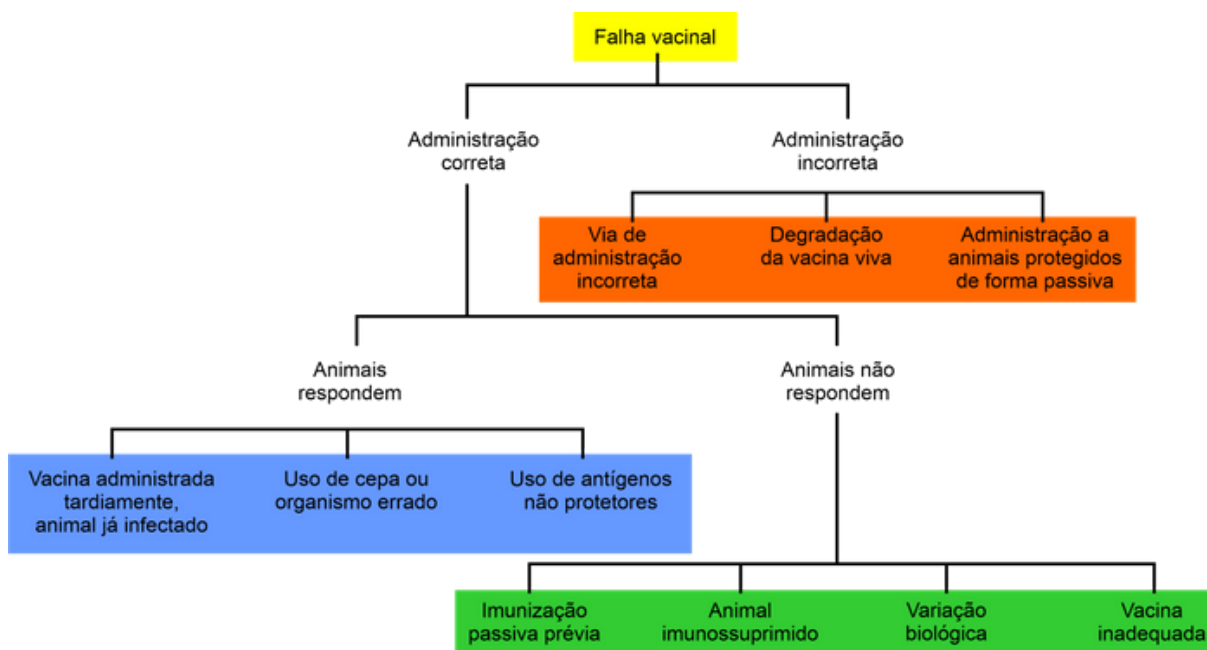 Falha vacinal
Administração
correta
Administração
incorreta
Via de
administração
incorreta
Degradação
da vacina viva
Administração a
animais protegidos
de forma passiva
Animais
respondem
Animais não
respondem
Vacina administrada
tardiamente,
animal já infectado
Uso de cepa ou
organismo errado
Uso de antígenos
não protetores
Imunização
passiva prévia
Animal
imunossuprimido
Variação
biológica
Vacina
inadequada